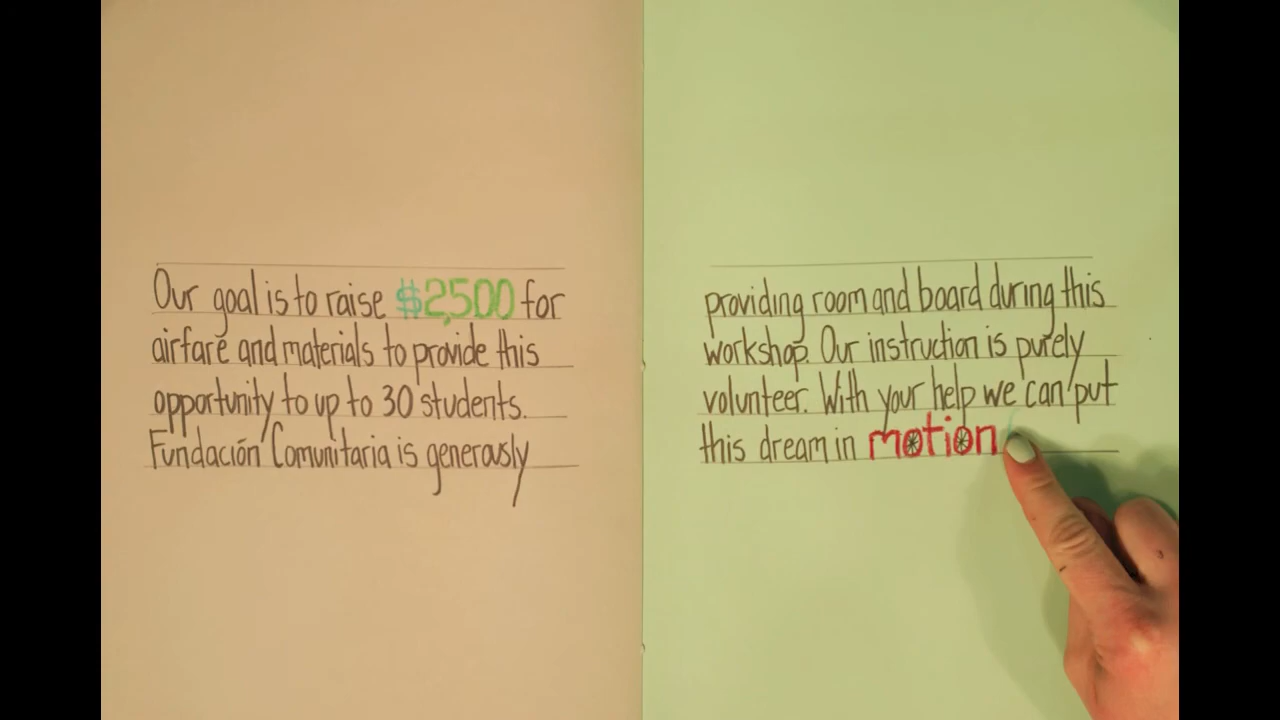 Our goal is to raise $2,500 for
airfare and materials to provide this
opportunity to up to 30 students.
Fundación Comunitaria is generously
providing room and board during this
workshop. Our instruction is purely
volunteer. With your help we can put
this dream in motion